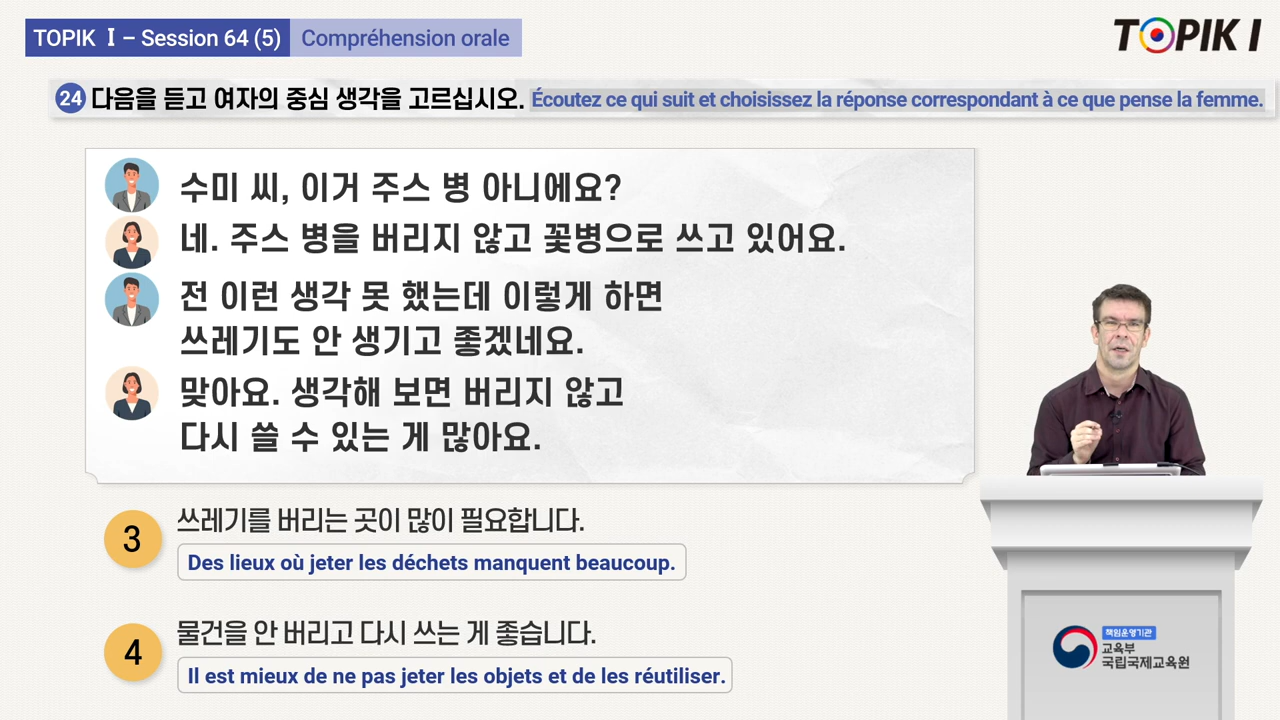 TOPIK Ⅰ – Session 64 (5) Compréhension orale
TOPIK I
24 다음을 듣고 여자의 중심 생각을 고르십시오. Écoutez ce qui suit et choisissez la réponse correspondant à ce que pense la femme.
수미 씨, 이거 주스 병 아니에요?
네. 주스 병을 버리지 않고 꽃병으로 쓰고 있어요.
전 이런 생각 못 했는데 이렇게 하면
쓰레기도 안 생기고 좋겠네요.
맞아요. 생각해 보면 버리지 않고
다시 쓸 수 있는 게 많아요.
3 쓰레기를 버리는 곳이 많이 필요합니다.
Des lieux où jeter les déchets manquent beaucoup.
4 물건을 안 버리고 다시 쓰는 게 좋습니다.
Il est mieux de ne pas jeter les objets et de les réutiliser.
책임운영기관
교육부
국립국제교육원